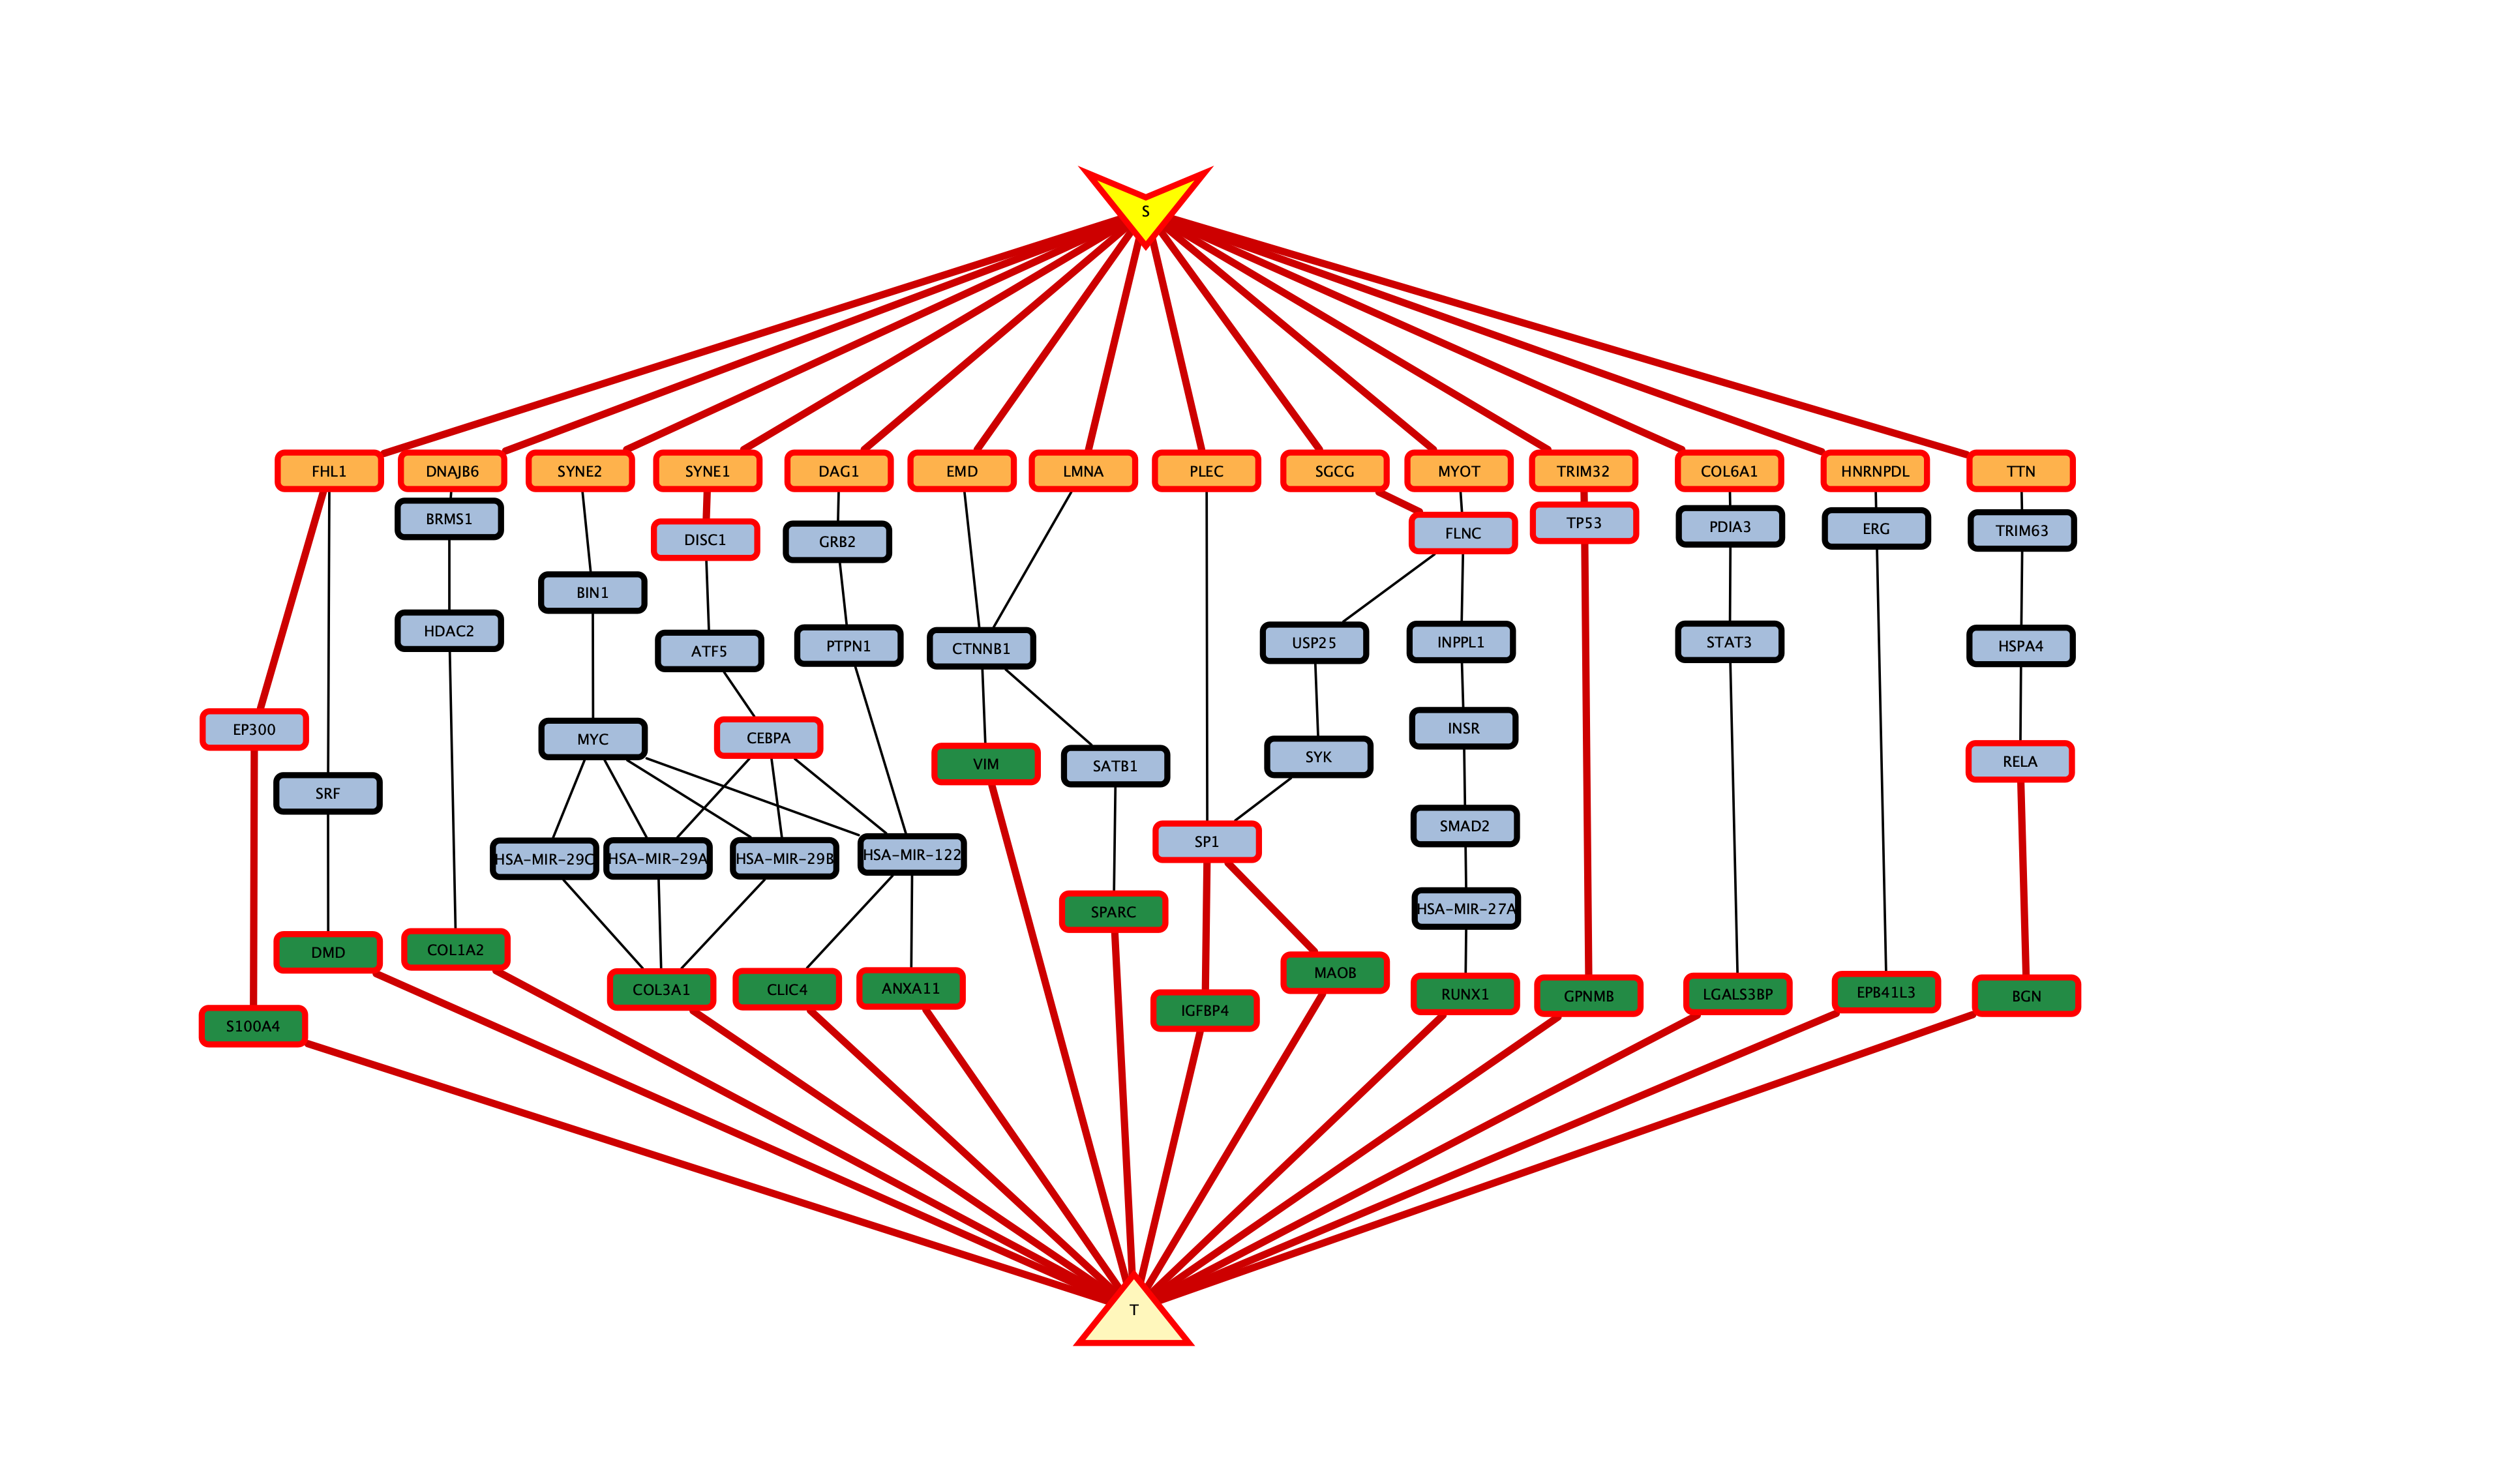 S
FHL1
DNAJB6
SYNE2
SYNE1
DAG1
EMD
LMNA
PLEC
SGCG
MYOT
TRIM32
COL6A1
HNRNPDL
TTN
BRMS1
DISC1
GRB2
FLNC
TP53
PDIA3
ERG
TRIM63
BIN1
HDAC2
ATF5
PTPN1
CTNNB1
USP25
INPPL1
STAT3
HSPA4
EP300
MYC
CEBPA
VIM
SATB1
SYK
INSR
RELA
SRF
HSA-MIR-29C
HSA-MIR-29A
HSA-MIR-29B
HSA-MIR-122
SP1
SMAD2
SPARC
HSA-MIR-27A
DMD
COL1A2
COL3A1
CLIC4
ANXA11
MAOB
IGFBP4
RUNX1
GPNMB
LGALS3BP
EPB41L3
BGN
S100A4
T